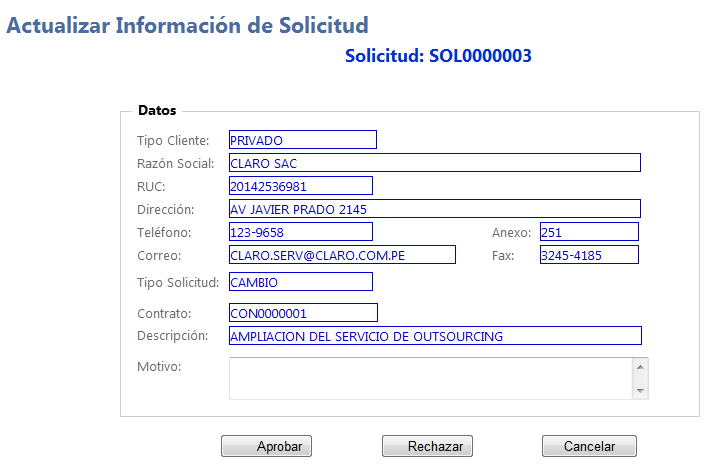 Actualizar Información de Solicitud
Solicitud: SOL0000003
Datos
Tipo Cliente: PRIVADO
Razón Social: CLARO SAC
RUC: 20142536981
Dirección: AV JAVIER PRADO 2145
Teléfono: 123-9658 Anexo: 251
Correo: CLARO.SERV@CLARO.COM.PE Fax: 3245-4185
Tipo Solicitud: CAMBIO
Contrato: CON0000001
Descripción: AMPLIACION DEL SERVICIO DE OUTSOURCING
Motivo:
Aprobar Rechazar Cancelar